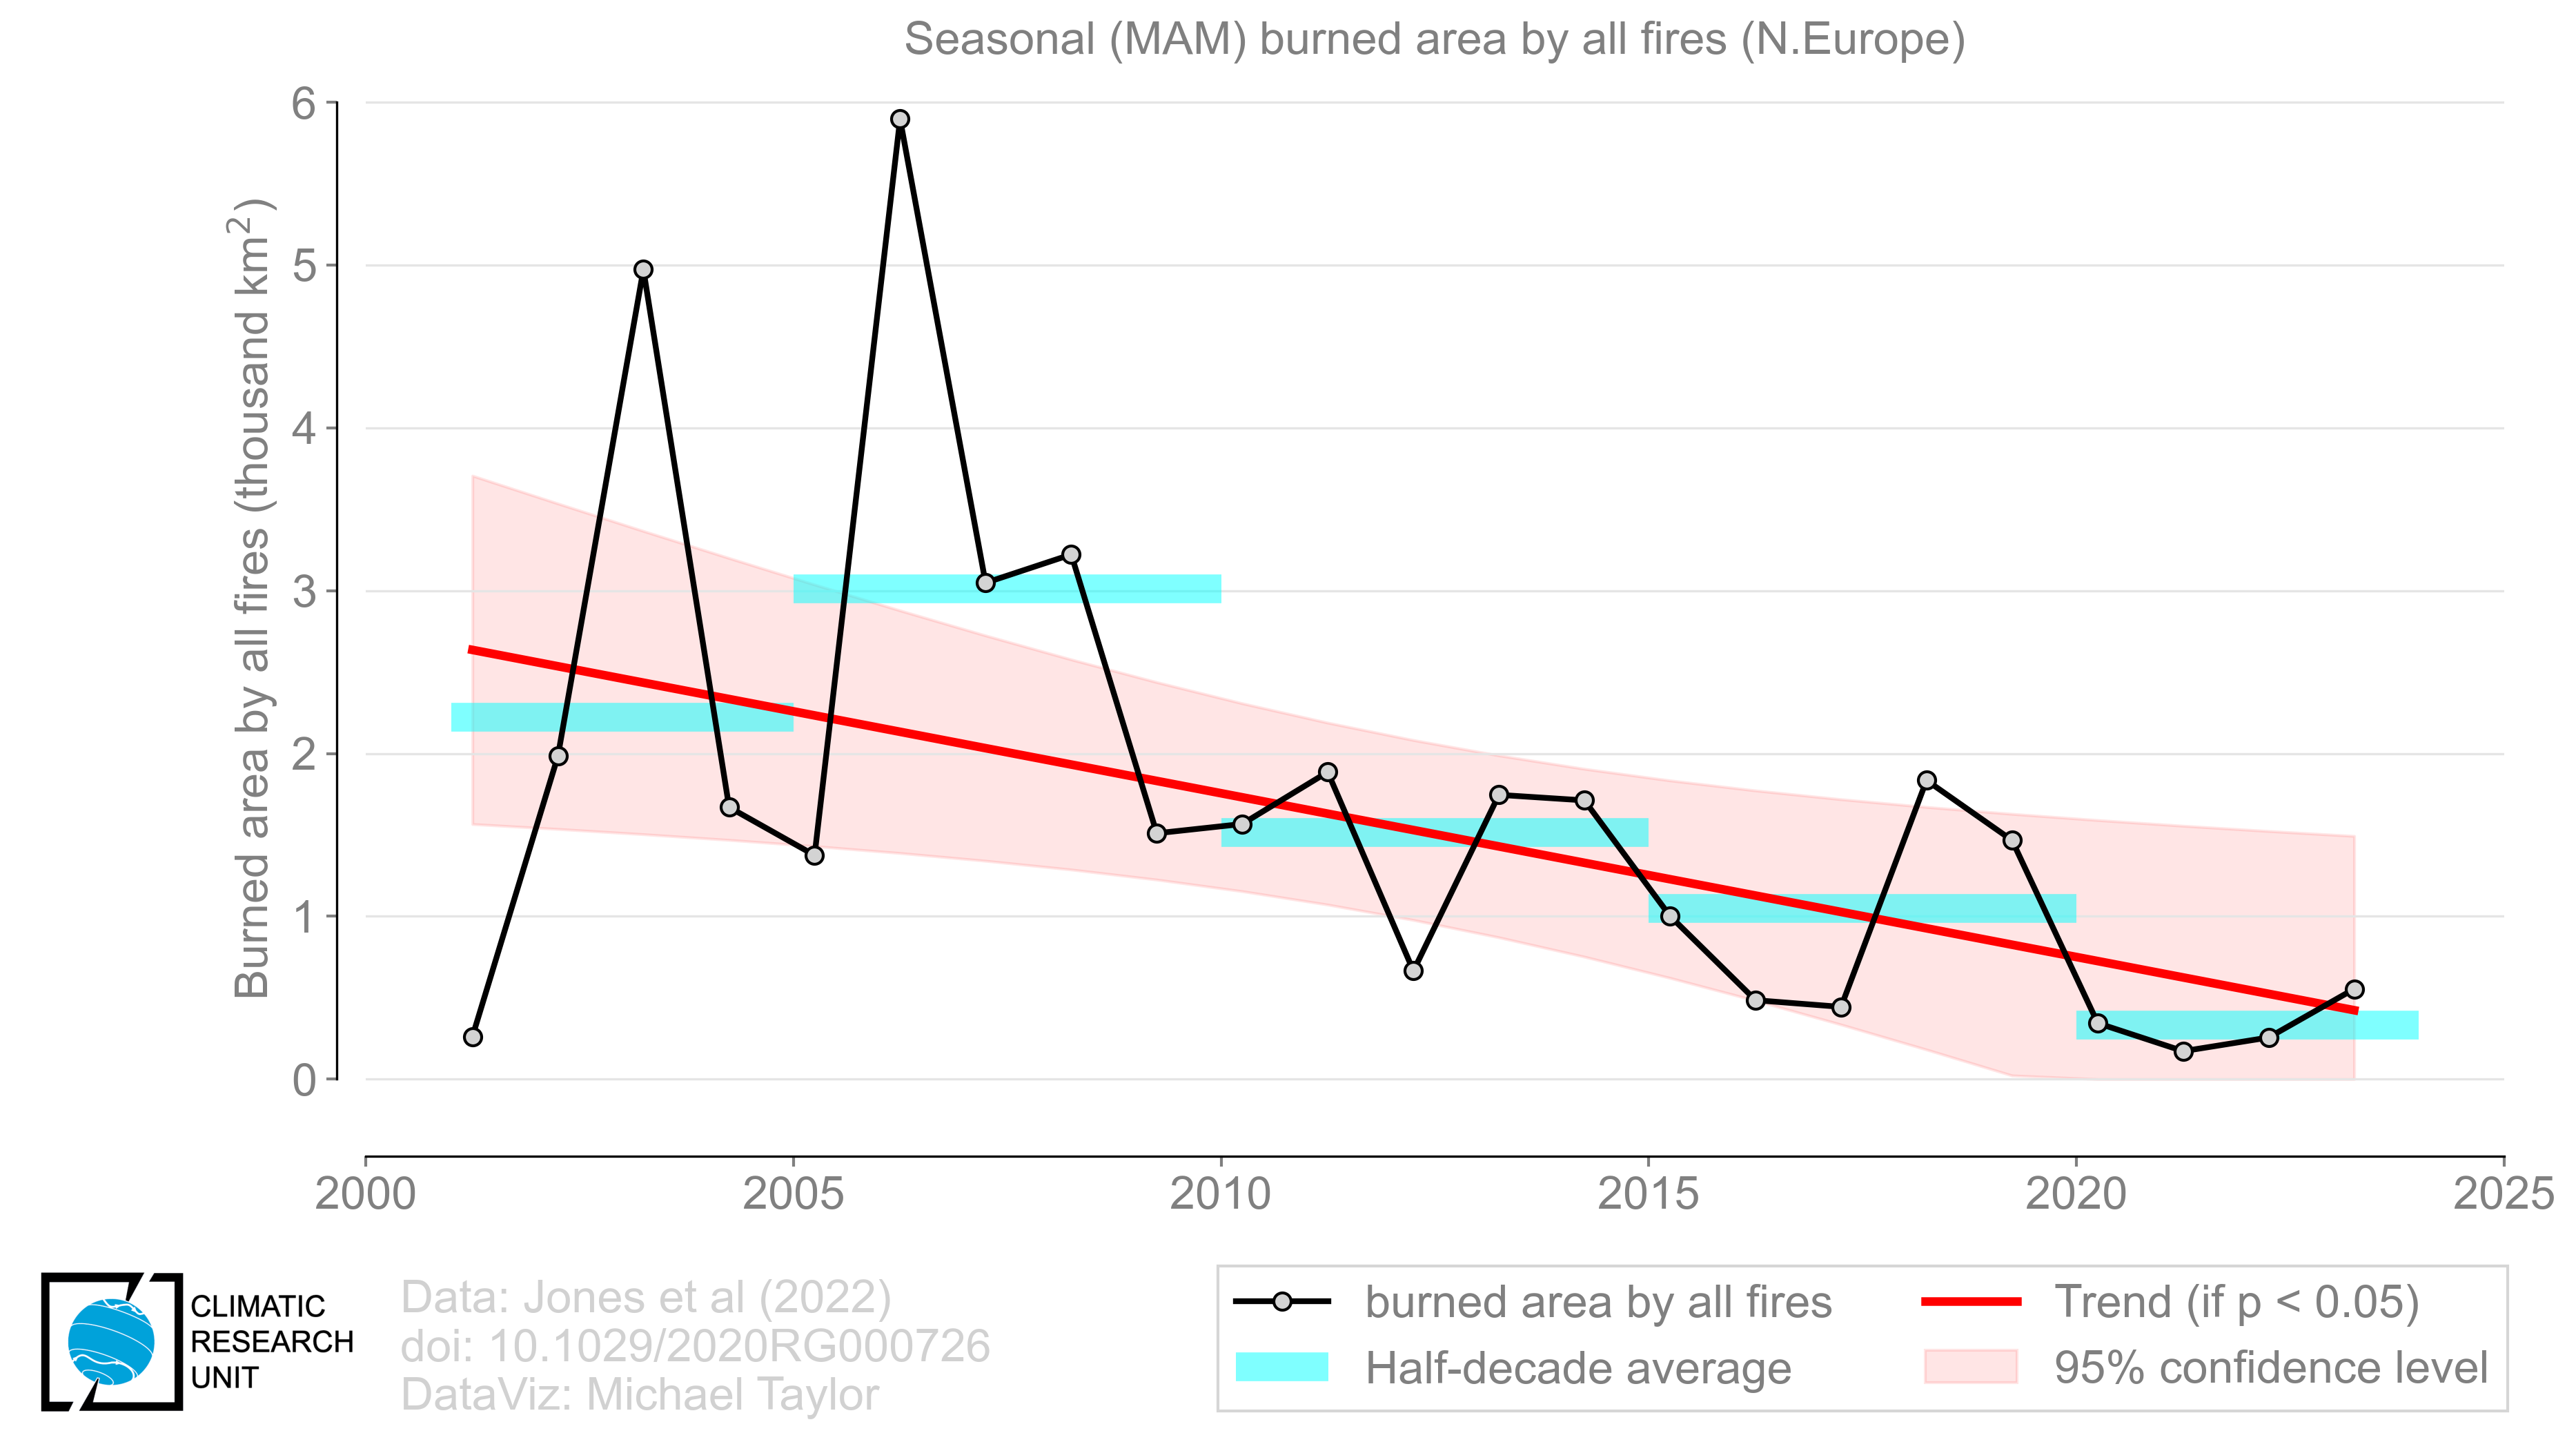 Seasonal (MAM) burned area by all fires (N.Europe)
Burned area by all fires (thousand km²)
6
5
4
3
2
1
0
2000
2005
2010
2015
2020
2025
CLIMATIC
RESEARCH
UNIT
Data: Jones et al (2022)
doi: 10.1029/2020RG000726
DataViz: Michael Taylor
burned area by all fires
Half-decade average
Trend (if p < 0.05)
95% confidence level